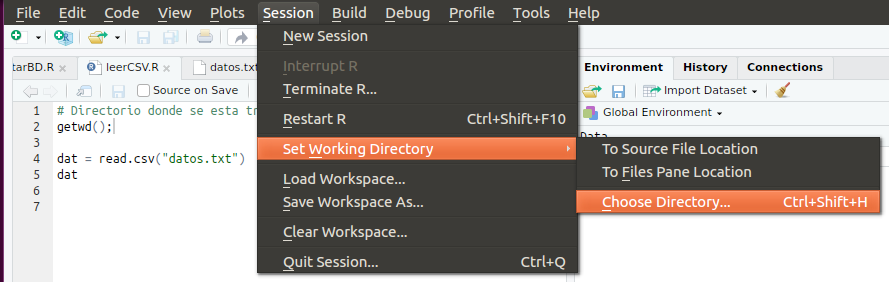 File Edit Code View Plots Session Build Debug Profile Tools Help
New Session
Interrupt R
Terminate R...
Restart R Ctrl+Shift+F10
Set Working Directory
Load Workspace...
Save Workspace As...
Clear Workspace...
Quit Session... Ctrl+Q
To Source File Location
To Files Pane Location
Choose Directory... Ctrl+Shift+H
tarBD.R leerCSV.R datos.txt
Source on Save
1 # Directorio donde se esta tr
2 getwd();
3
4 dat = read.csv("datos.txt")
5 dat
6
7
Environment History Connections
Import Dataset
Global Environment
Data